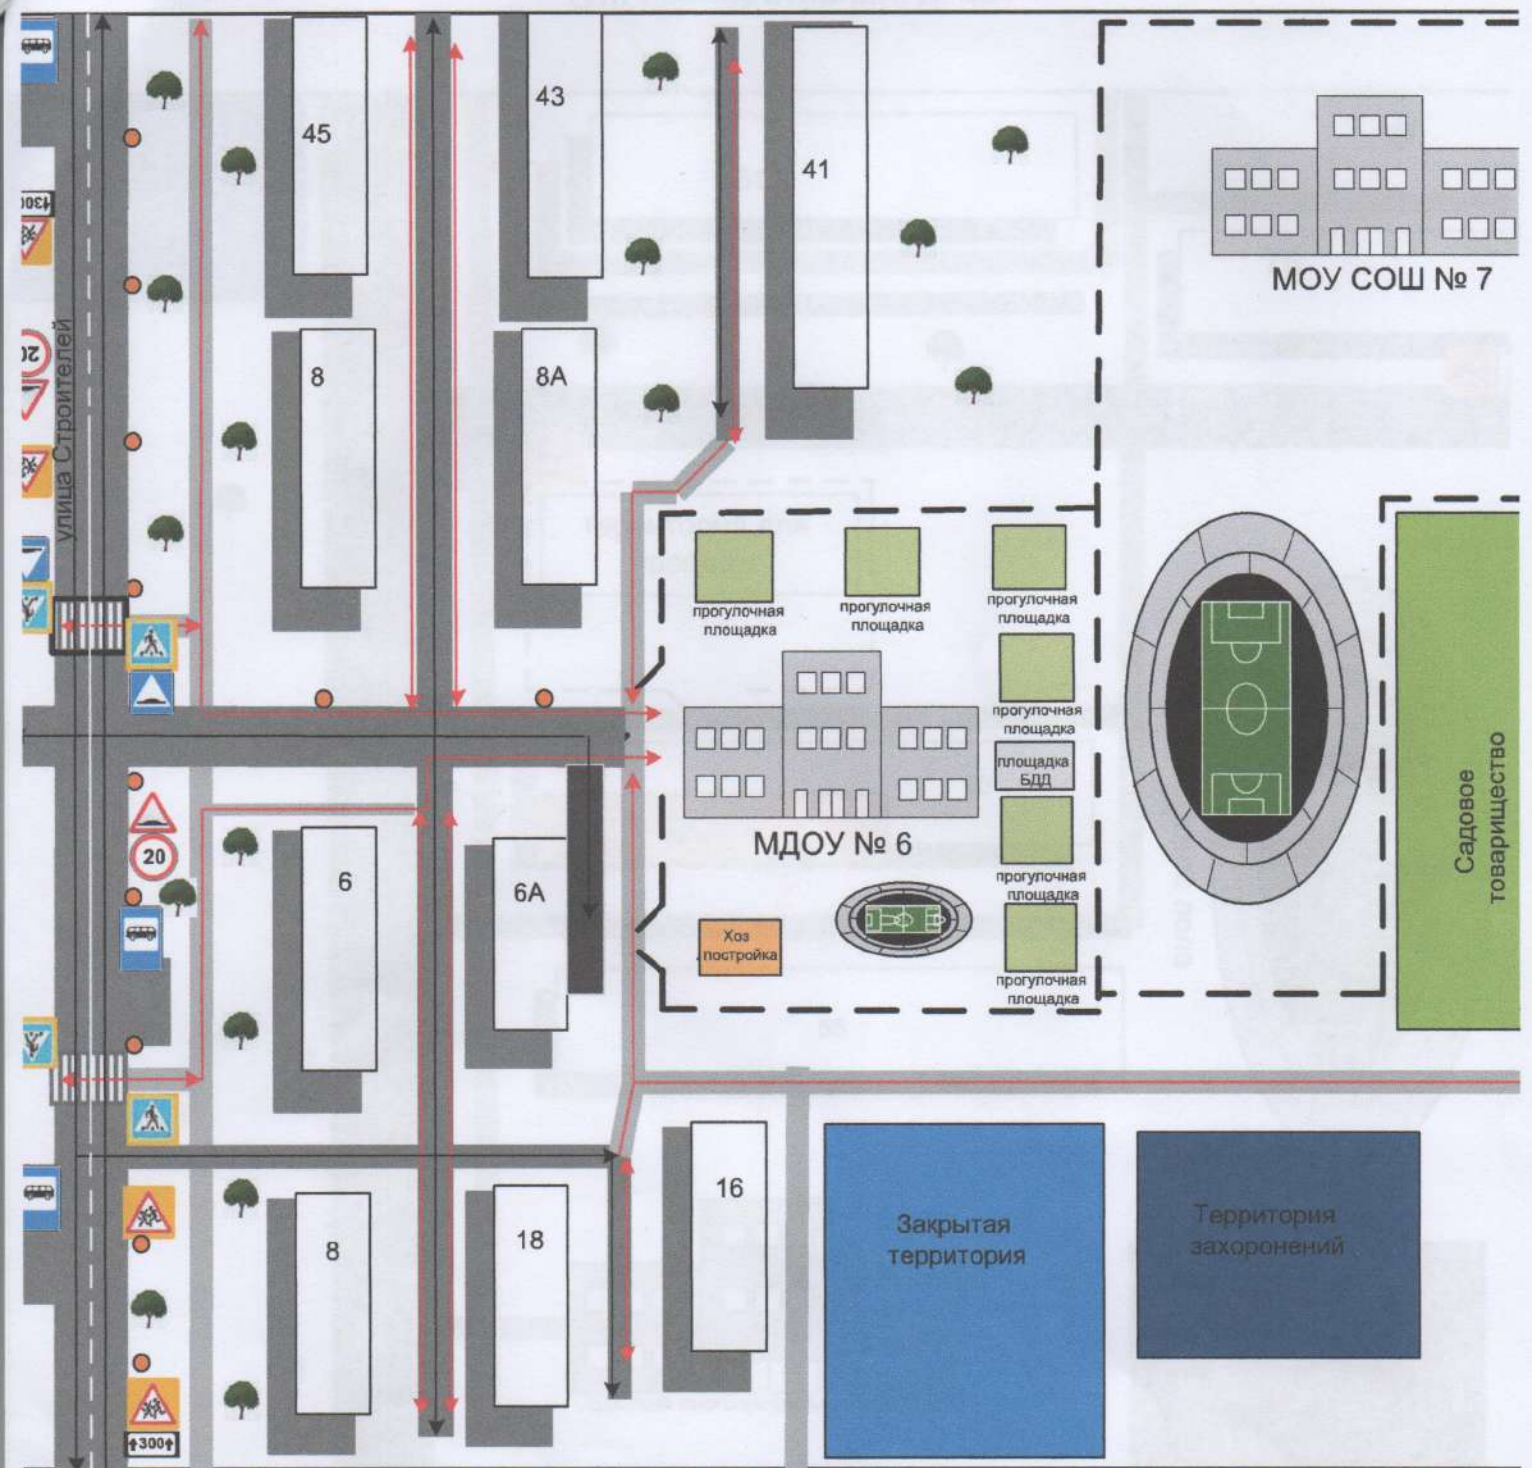 45
43
41
МОУ СОШ № 7
300
20
улица Строителей
8
8А
прогулочная
площадка
прогулочная
площадка
прогулочная
площадка
прогулочная
площадка
площадка
БДД
прогулочная
площадка
прогулочная
площадка
МДОУ № 6
Хоз
постройка
Садовое
товарищество
20
6
6А
8
18
16
Закрытая
территория
Территория
захоронений
300